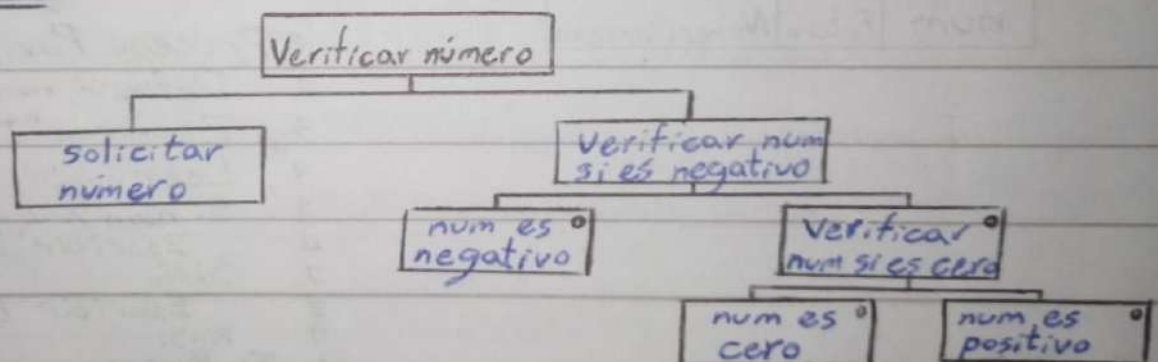 Verificar número
solicitar
número
Verificar num
si es negativo
num es
negativo
Verificar
num si es cero
num es
cero
num es
positivo